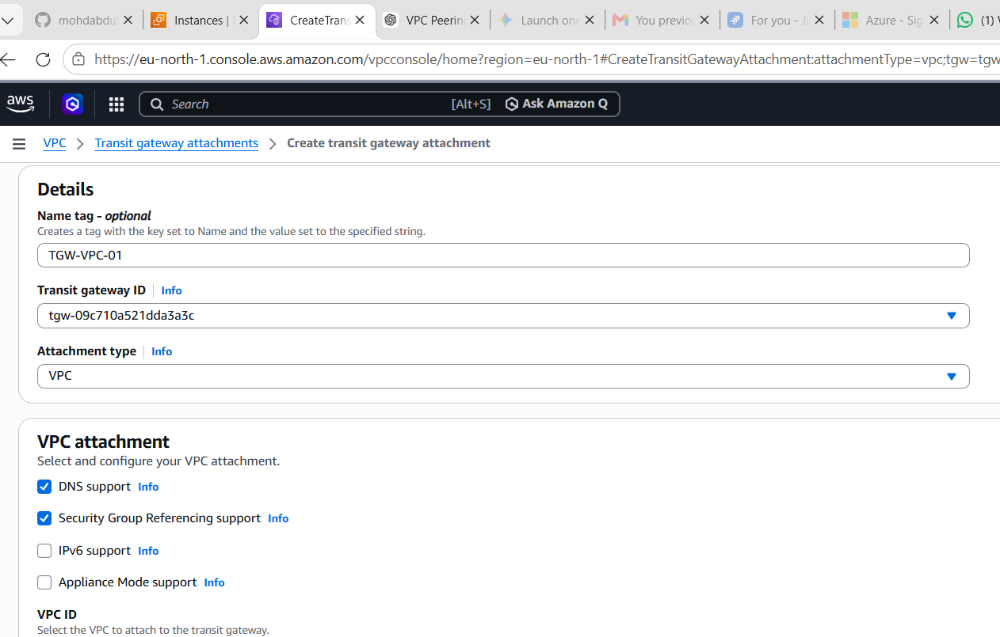 mohdabdu
Instances | E
CreateTrans
VPC Peerin
Launch one
You previou
For you - Ji
Azure - Sig
(1)
https://eu-north-1.console.aws.amazon.com/vpcconsole/home?region=eu-north-1#CreateTransitGatewayAttachment:attachmentType=vpc;tgw=tgw
aws
Search
[Alt+S]
Ask Amazon Q
VPC
Transit gateway attachments
Create transit gateway attachment
Details
Name tag - optional
Creates a tag with the key set to Name and the value set to the specified string.
TGW-VPC-01
Transit gateway ID
Info
tgw-09c710a521dda3a3c
Attachment type
Info
VPC
VPC attachment
Select and configure your VPC attachment.
DNS support Info
Security Group Referencing support Info
IPv6 support Info
Appliance Mode support Info
VPC ID
Select the VPC to attach to the transit gateway.